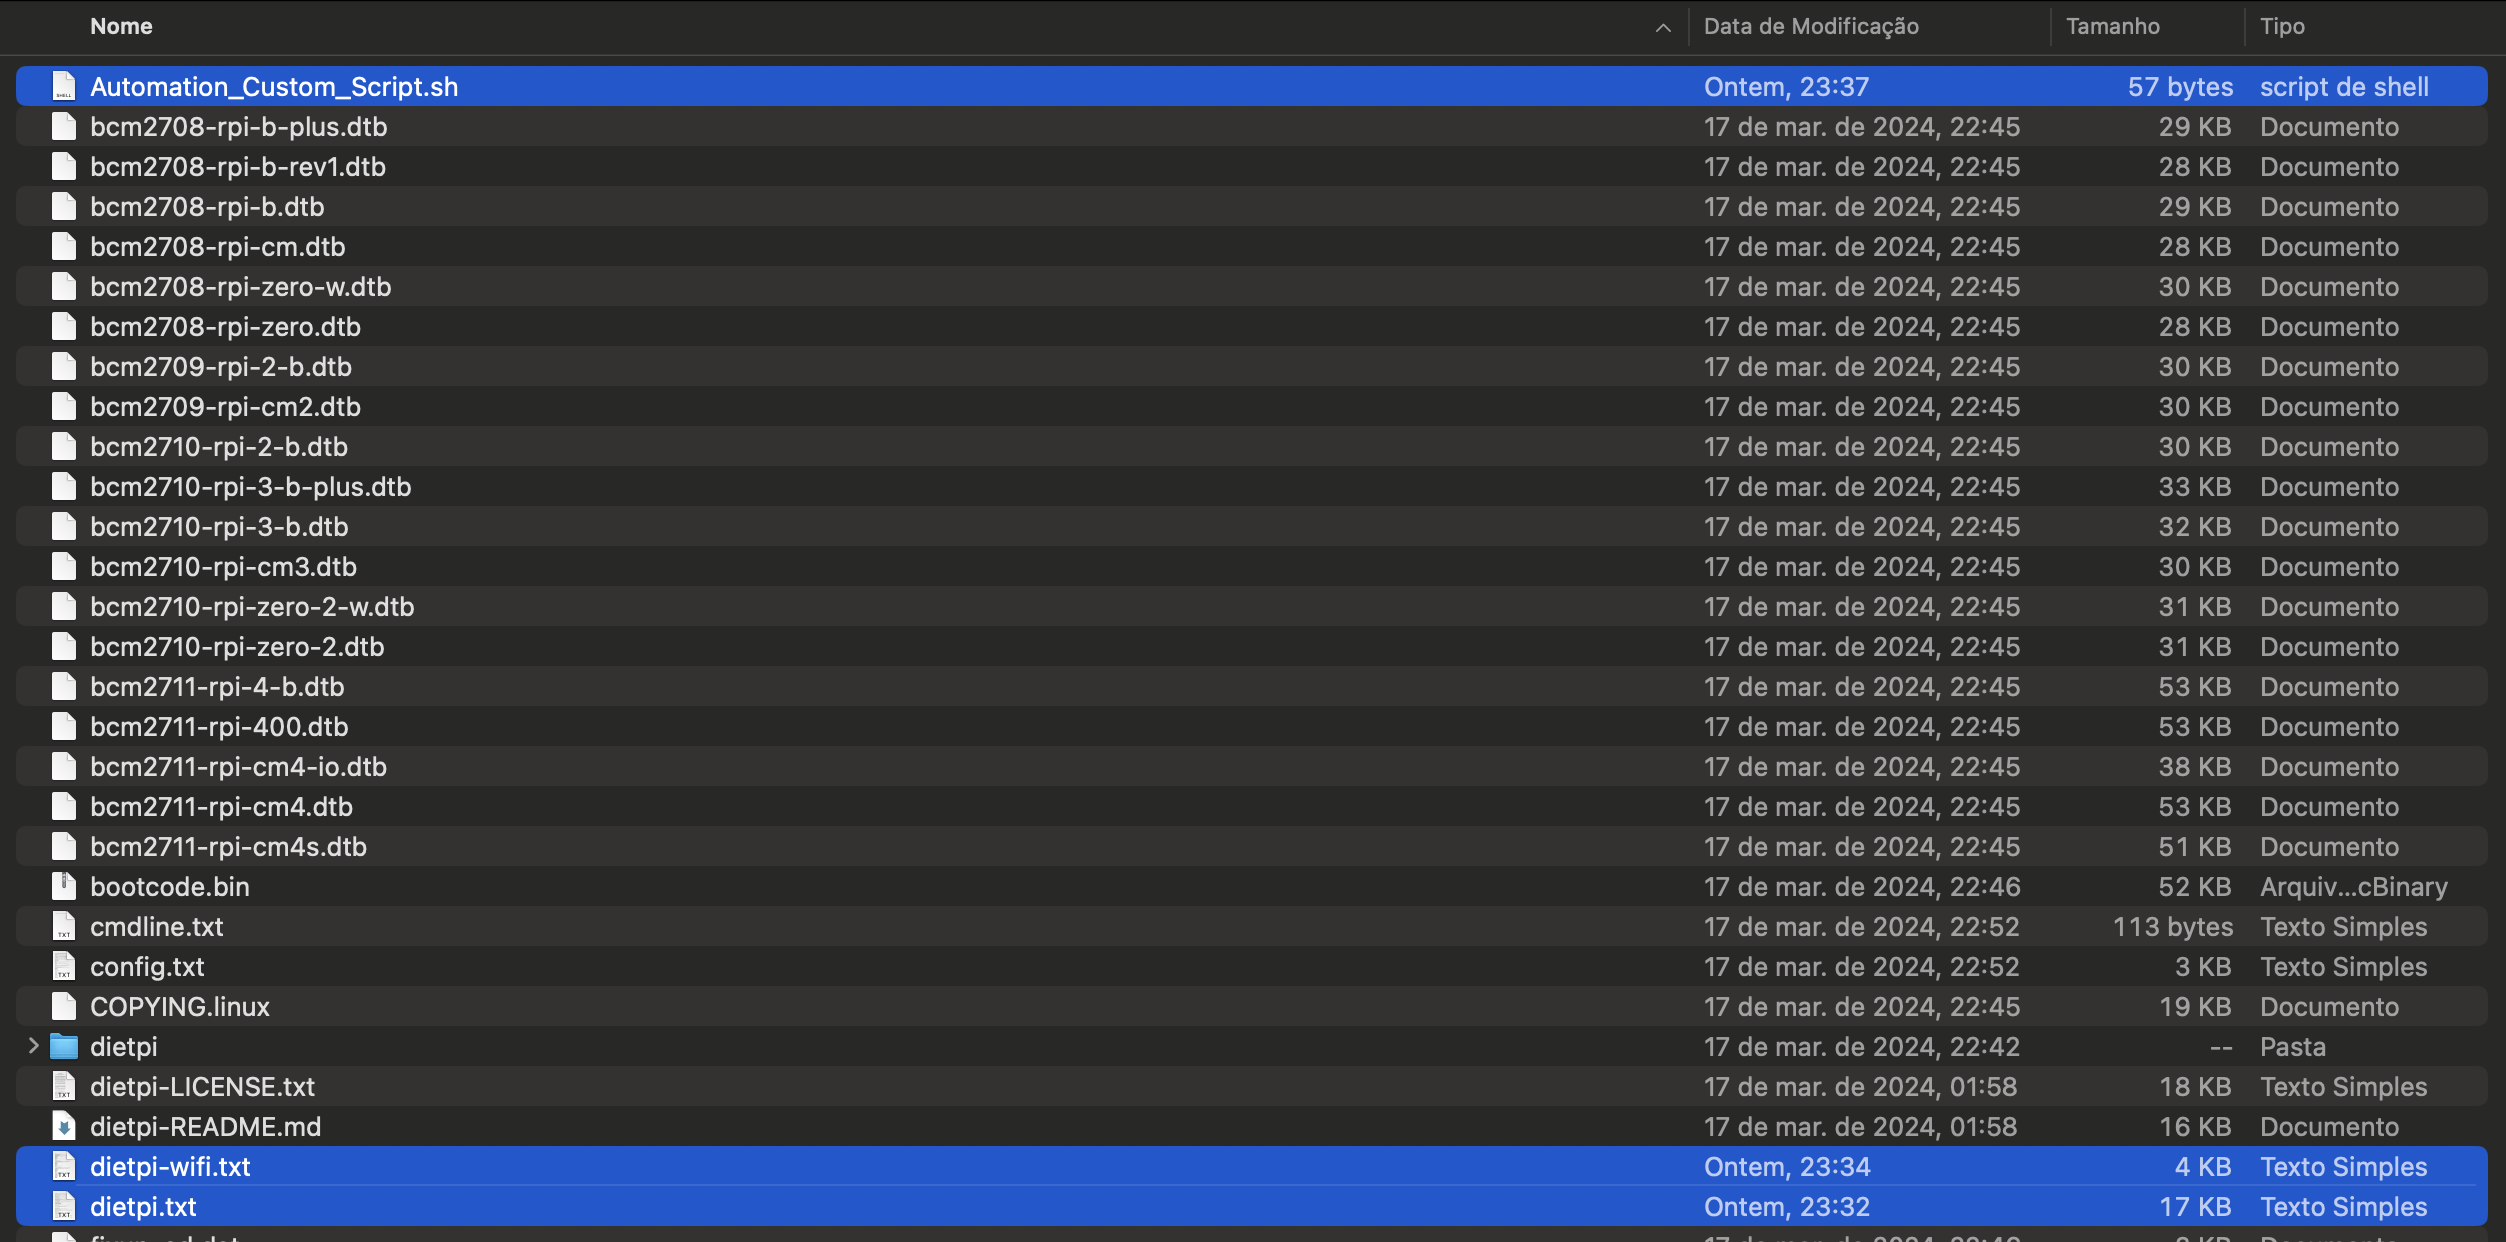 Nome Data de Modificação Tamanho Tipo
Automation_Custom_Script.sh Ontem, 23:37 57 bytes script de shell
bcm2708-rpi-b-plus.dtb 17 de mar. de 2024, 22:45 29 KB Documento
bcm2708-rpi-b-rev1.dtb 17 de mar. de 2024, 22:45 28 KB Documento
bcm2708-rpi-b.dtb 17 de mar. de 2024, 22:45 29 KB Documento
bcm2708-rpi-cm.dtb 17 de mar. de 2024, 22:45 28 KB Documento
bcm2708-rpi-zero-w.dtb 17 de mar. de 2024, 22:45 30 KB Documento
bcm2708-rpi-zero.dtb 17 de mar. de 2024, 22:45 28 KB Documento
bcm2709-rpi-2-b.dtb 17 de mar. de 2024, 22:45 30 KB Documento
bcm2709-rpi-cm2.dtb 17 de mar. de 2024, 22:45 30 KB Documento
bcm2710-rpi-2-b.dtb 17 de mar. de 2024, 22:45 30 KB Documento
bcm2710-rpi-3-b-plus.dtb 17 de mar. de 2024, 22:45 33 KB Documento
bcm2710-rpi-3-b.dtb 17 de mar. de 2024, 22:45 32 KB Documento
bcm2710-rpi-cm3.dtb 17 de mar. de 2024, 22:45 30 KB Documento
bcm2710-rpi-zero-2-w.dtb 17 de mar. de 2024, 22:45 31 KB Documento
bcm2710-rpi-zero-2.dtb 17 de mar. de 2024, 22:45 31 KB Documento
bcm2711-rpi-4-b.dtb 17 de mar. de 2024, 22:45 53 KB Documento
bcm2711-rpi-400.dtb 17 de mar. de 2024, 22:45 53 KB Documento
bcm2711-rpi-cm4-io.dtb 17 de mar. de 2024, 22:45 38 KB Documento
bcm2711-rpi-cm4.dtb 17 de mar. de 2024, 22:45 53 KB Documento
bcm2711-rpi-cm4s.dtb 17 de mar. de 2024, 22:45 51 KB Documento
bootcode.bin 17 de mar. de 2024, 22:46 52 KB Arquiv...cBinary
cmdline.txt 17 de mar. de 2024, 22:52 113 bytes Texto Simples
config.txt 17 de mar. de 2024, 22:52 3 KB Texto Simples
COPYING.linux 17 de mar. de 2024, 22:45 19 KB Documento
dietpi 17 de mar. de 2024, 22:42 -- Pasta
dietpi-LICENSE.txt 17 de mar. de 2024, 01:58 18 KB Texto Simples
dietpi-README.md 17 de mar. de 2024, 01:58 16 KB Documento
dietpi-wifi.txt Ontem, 23:34 4 KB Texto Simples
dietpi.txt Ontem, 23:32 17 KB Texto Simples